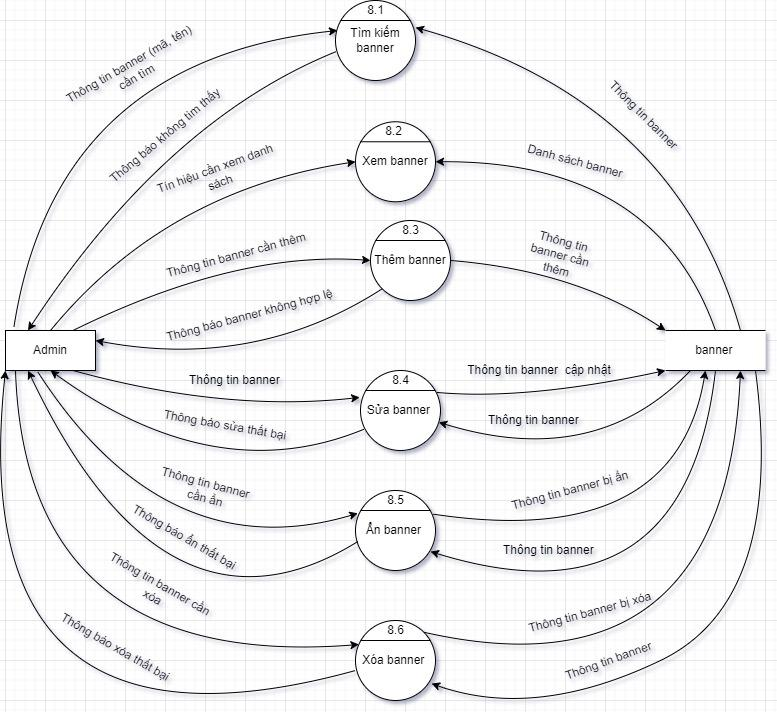 8.1
Tìm kiếm
banner
Thông tin banner (mã, tên)
cần tìm
Thông báo không tìm thấy
Thông tin banner
8.2
Xem banner
Tín hiệu cần xem danh
sách
Danh sách banner
8.3
Thêm banner
Thông tin banner cần thêm
Thông báo banner không hợp lệ
Thông tin
banner cần
thêm
Admin
banner
8.4
Sửa banner
Thông tin banner
Thông báo sửa thất bại
Thông tin banner cập nhật
Thông tin banner
8.5
Ẩn banner
Thông tin banner
cần ẩn
Thông báo ẩn thất bại
Thông tin banner bị ẩn
Thông tin banner
8.6
Xóa banner
Thông tin banner cần
xóa
Thông báo xóa thất bại
Thông tin banner bị xóa
Thông tin banner